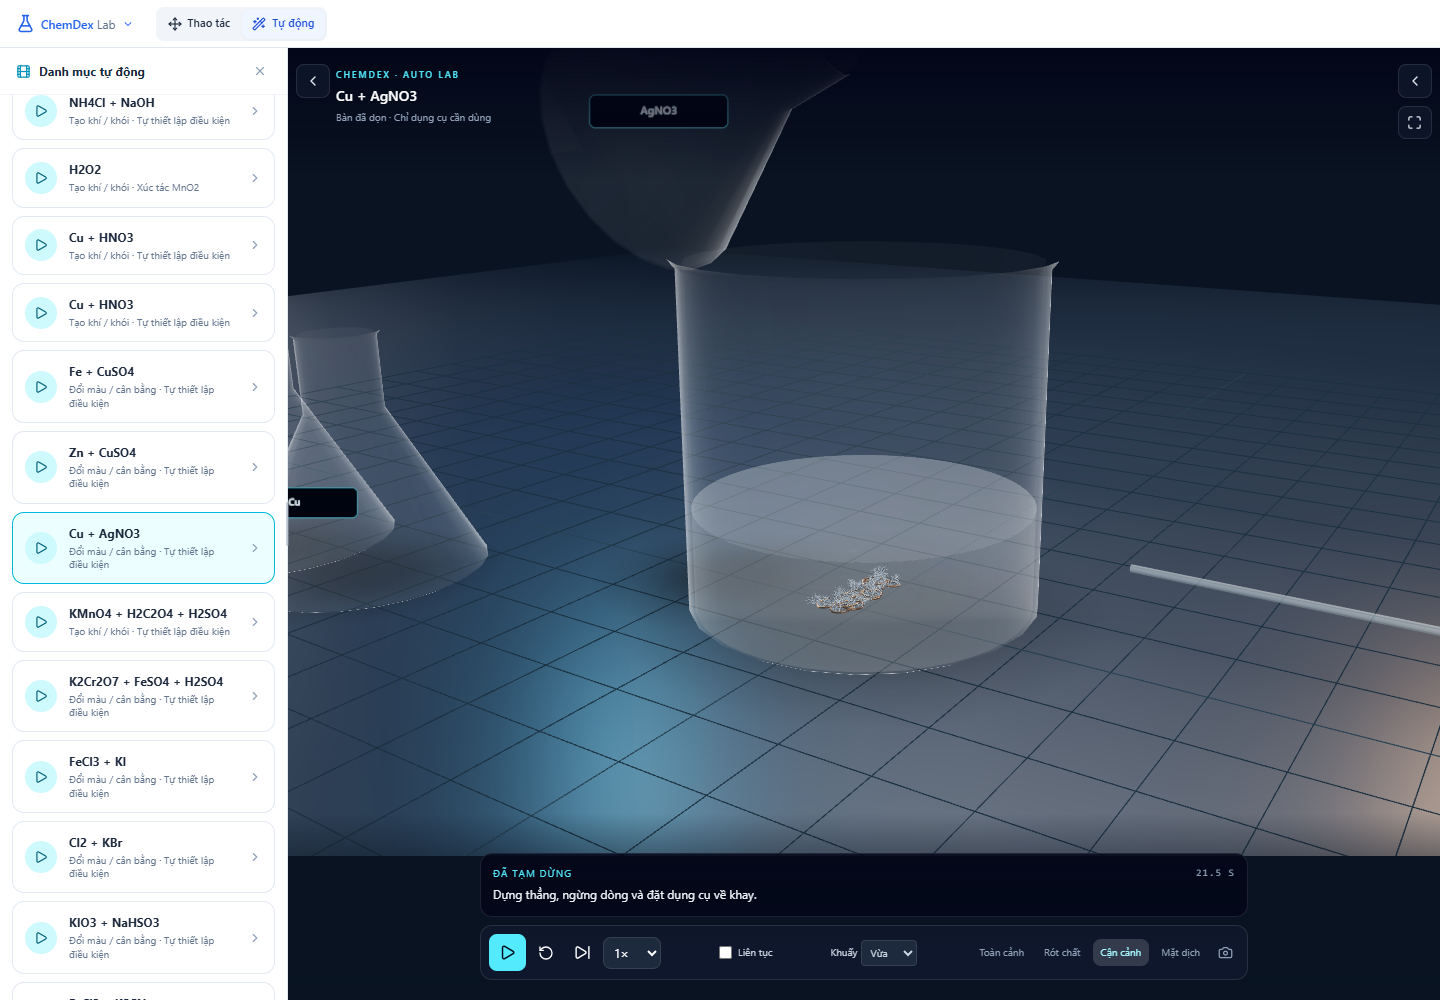 ChemDex Lab
Thao tác
Tự động
Danh mục tự động
NH4Cl + NaOH
Tạo khí / khói · Tự thiết lập điều kiện
H2O2
Tạo khí / khói · Xúc tác MnO2
Cu + HNO3
Tạo khí / khói · Tự thiết lập điều kiện
Cu + HNO3
Tạo khí / khói · Tự thiết lập điều kiện
Fe + CuSO4
Đổi màu / cân bằng · Tự thiết lập
điều kiện
Zn + CuSO4
Đổi màu / cân bằng · Tự thiết lập
điều kiện
Cu + AgNO3
Đổi màu / cân bằng · Tự thiết lập
điều kiện
KMnO4 + H2C2O4 + H2SO4
Tạo khí / khói · Tự thiết lập điều kiện
K2Cr2O7 + FeSO4 + H2SO4
Đổi màu / cân bằng · Tự thiết lập
điều kiện
FeCl3 + KI
Đổi màu / cân bằng · Tự thiết lập
điều kiện
Cl2 + KBr
Đổi màu / cân bằng · Tự thiết lập
điều kiện
KIO3 + NaHSO3
Đổi màu / cân bằng · Tự thiết lập
điều kiện
CHEMDEX · AUTO LAB
Cu + AgNO3
Bàn đã dọn · Chỉ dụng cụ cần dùng
AgNO3
Cu
ĐÃ TẠM DỪNG
21.5 S
Dựng thẳng, ngừng dòng và đặt dụng cụ về khay.
1×
Liên tục
Khuấy
Vừa
Toàn cảnh
Rót chất
Cận cảnh
Mặt dịch